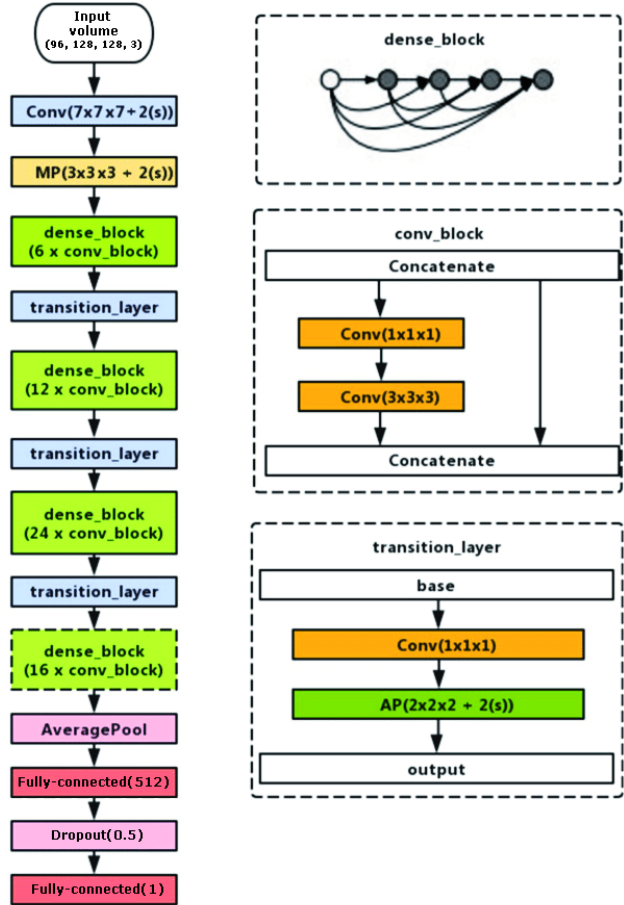 Input
volume
(96, 128, 128, 3)
Conv(7x7x7+2(s))
MP(3x3x3 + 2(s))
dense_block
(6 x conv_block)
transition_layer
dense_block
(12 x conv_block)
transition_layer
dense_block
(24 x conv_block)
transition_layer
dense_block
(16 x conv_block)
AveragePool
Fully-connected(512)
Dropout(0.5)
Fully-connected(1)
dense_block
conv_block
Concatenate
Conv(1x1x1)
Conv(3x3x3)
Concatenate
transition_layer
base
Conv(1x1x1)
AP(2x2x2 + 2(s))
output